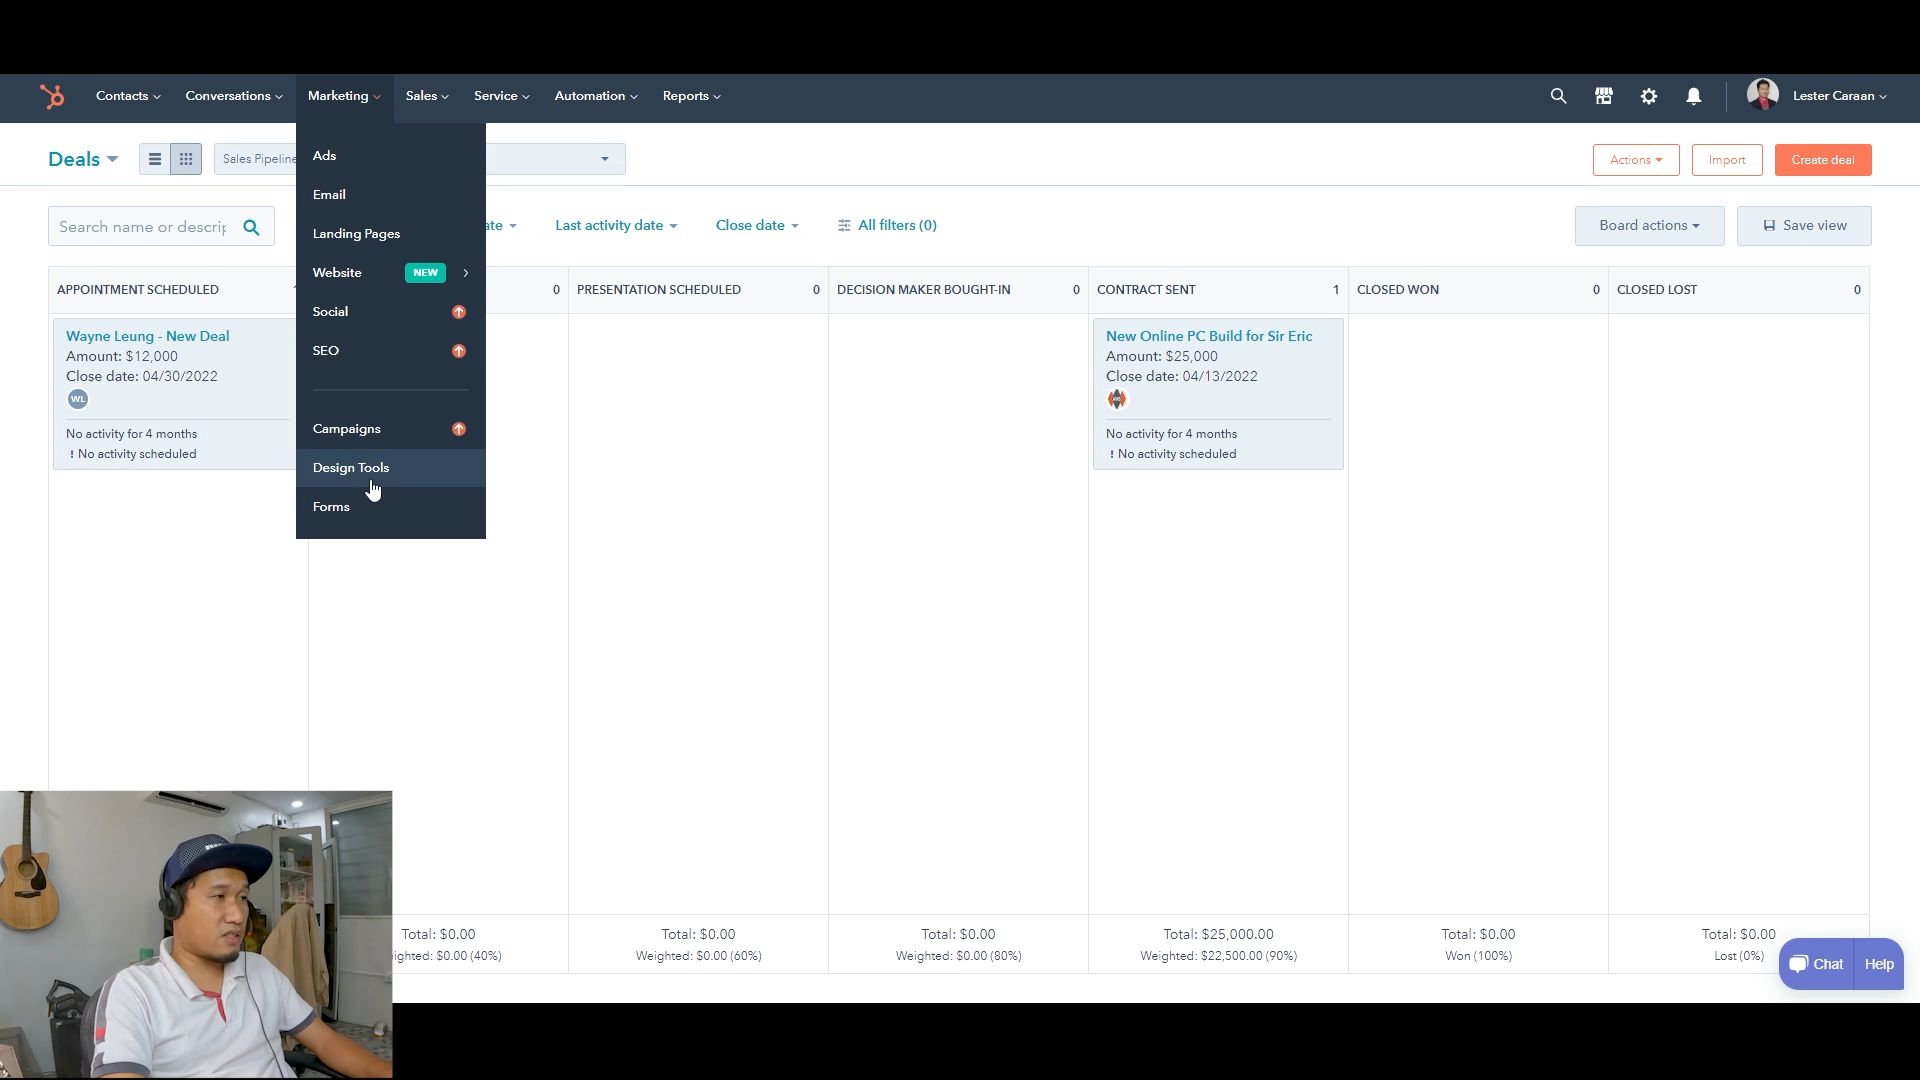 Contacts Conversations Marketing Sales Service Automation Reports Lester Caraan
Deals Sales Pipeline Actions Import Create deal
Search name or descrip ate Last activity date Close date All filters (0) Board actions Save view
Ads
Email
Landing Pages
Website NEW
Social
SEO
Campaigns
Design Tools
Forms
APPOINTMENT SCHEDULED 0 PRESENTATION SCHEDULED 0 DECISION MAKER BOUGHT-IN 0 CONTRACT SENT 1 CLOSED WON 0 CLOSED LOST 0
Wayne Leung - New Deal
Amount: $12,000
Close date: 04/30/2022
WL
No activity for 4 months
! No activity scheduled
New Online PC Build for Sir Eric
Amount: $25,000
Close date: 04/13/2022
No activity for 4 months
! No activity scheduled
Total: $0.00 Total: $0.00 Total: $0.00 Total: $25,000.00 Total: $0.00 Total: $0.00
ighted: $0.00 (40%) Weighted: $0.00 (60%) Weighted: $0.00 (80%) Weighted: $22,500.00 (90%) Won (100%) Lost (0%)
Chat Help